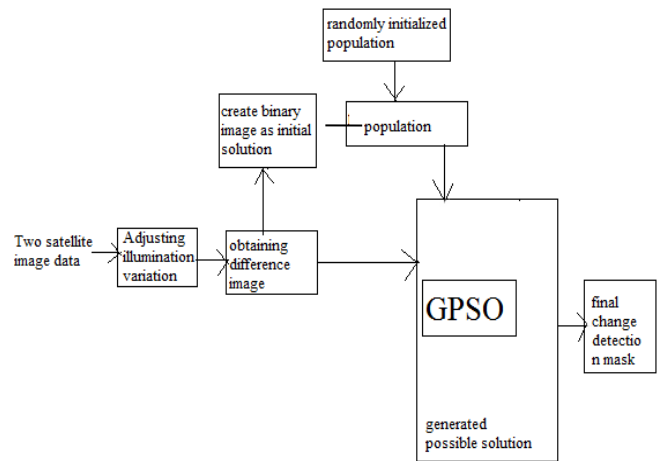 randomly initialized
population
create binary
image as initial
solution
population
Two satellite
image data
Adjusting
illumination
variation
obtaining
difference
image
GPSO
generated
possible solution
final
change
detectio
n mask